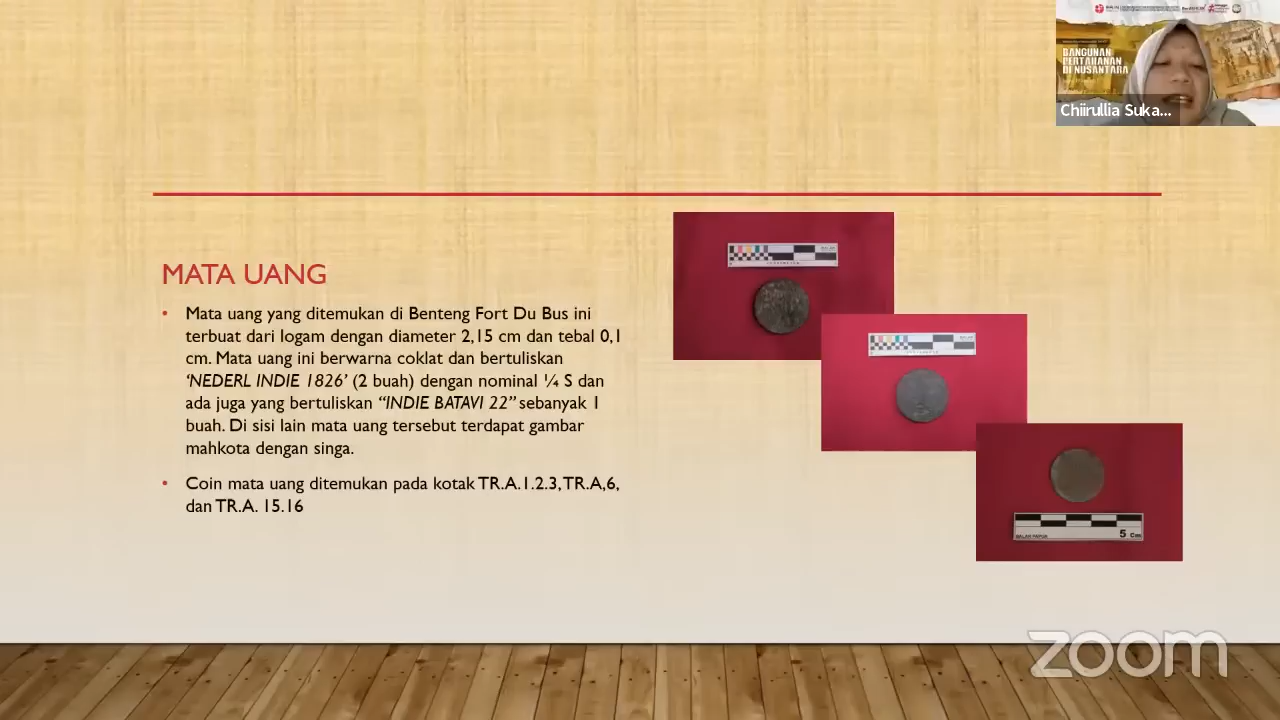 BANGUNAN
PERTAHANAN
DI NUSANTARA
Chiirullia Suka...
MATA UANG
• Mata uang yang ditemukan di Benteng Fort Du Bus ini
terbuat dari logam dengan diameter 2,15 cm dan tebal 0,1
cm. Mata uang ini berwarna coklat dan bertuliskan
‘NEDERL INDIE 1826’ (2 buah) dengan nominal ¼ S dan
ada juga yang bertuliskan “INDIE BATAVI 22” sebanyak 1
buah. Di sisi lain mata uang tersebut terdapat gambar
mahkota dengan singa.
• Coin mata uang ditemukan pada kotak TR.A.1.2.3,TR.A,6,
dan TR.A. 15.16
BALAR PAPUA
5 Cm
zoom